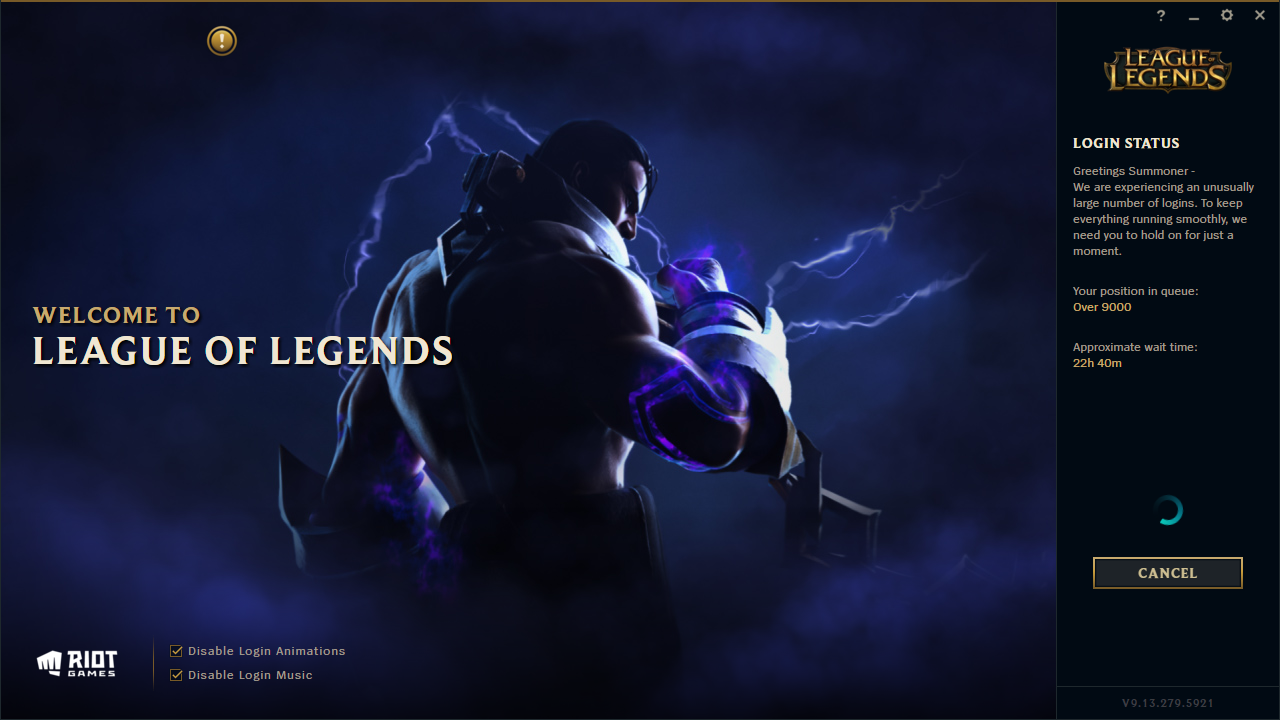 !
?
LEAGUE OF
LEGENDS
LOGIN STATUS
Greetings Summoner -
We are experiencing an unusually
large number of logins. To keep
everything running smoothly, we
need you to hold on for just a
moment.
Your position in queue:
Over 9000
Approximate wait time:
22h 40m
CANCEL
V9.13.279.5921
WELCOME TO
LEAGUE OF LEGENDS
RIOT
GAMES
Disable Login Animations
Disable Login Music